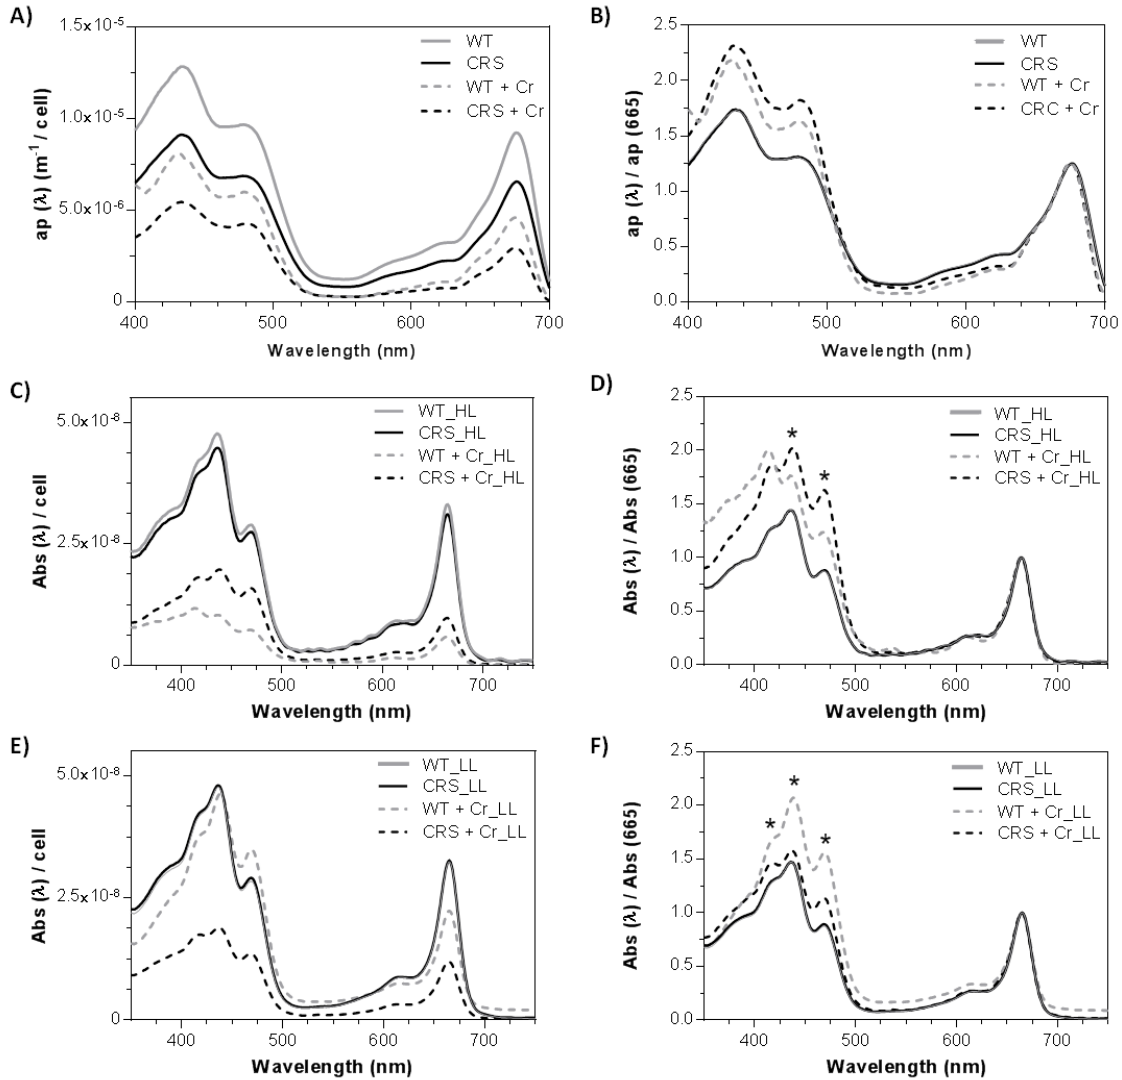 A)
1.5x10⁻⁵
1.0x10⁻⁵
5.0x10⁻⁶
0
ap (λ) (m⁻¹ / cell)
WT
CRS
WT + Cr
CRS + Cr
400 500 600 700
Wavelength (nm)
B)
2.5
2.0
1.5
1.0
0.5
0.0
ap (λ) / ap (665)
WT
CRS
WT + Cr
CRC + Cr
400 500 600 700
Wavelength (nm)
C)
5.0x10⁻⁸
2.5x10⁻⁸
0
Abs (λ) / cell
WT_HL
CRS_HL
WT + Cr_HL
CRS + Cr_HL
400 500 600 700
Wavelength (nm)
D)
2.5
2.0
1.5
1.0
0.5
0.0
Abs (λ) / Abs (665)
* *
WT_HL
CRS_HL
WT + Cr_HL
CRS + Cr_HL
400 500 600 700
Wavelength (nm)
E)
5.0x10⁻⁸
2.5x10⁻⁸
0
Abs (λ) / cell
WT_LL
CRS_LL
WT + Cr_LL
CRS + Cr_LL
400 500 600 700
Wavelength (nm)
F)
2.5
2.0
1.5
1.0
0.5
0.0
Abs (λ) / Abs (665)
* * *
WT_LL
CRS_LL
WT + Cr_LL
CRS + Cr_LL
400 500 600 700
Wavelength (nm)